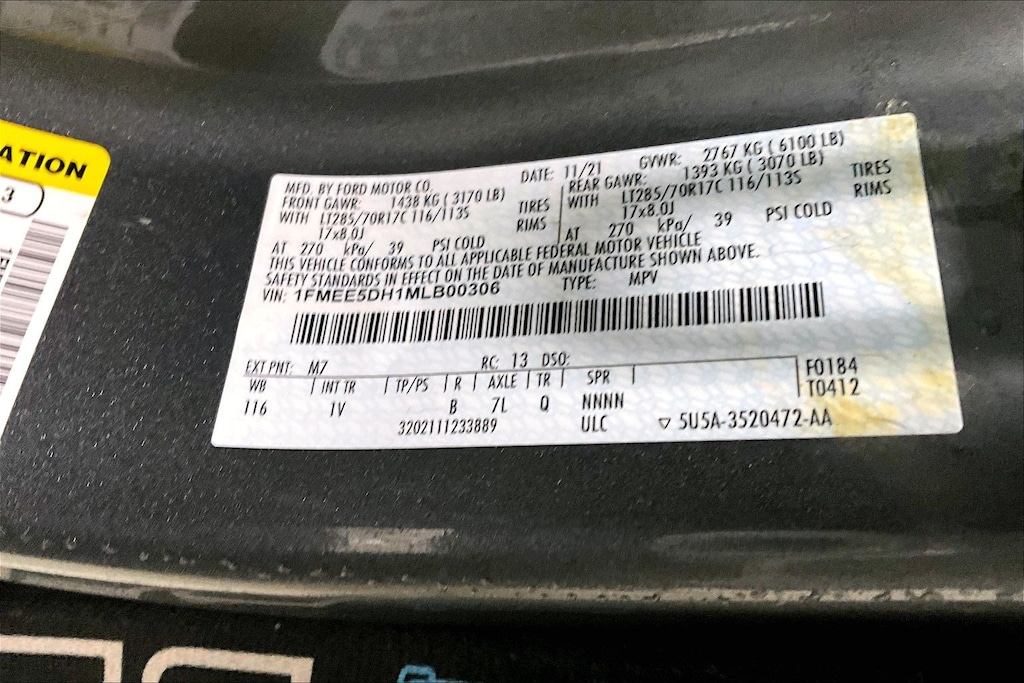 ATION
3
MFD. BY FORD MOTOR CO.
DATE: 11/21
GVWR: 2767 KG ( 6100 LB)
FRONT GAWR: 1438 KG ( 3170 LB)
WITH LT285/70R17C 116/113S TIRES
17x8.0J RIMS
AT 270 kPa/ 39 PSI COLD
REAR GAWR: 1393 KG ( 3070 LB)
WITH LT285/70R17C 116/113S TIRES
17x8.0J RIMS
AT 270 kPa/ 39 PSI COLD
THIS VEHICLE CONFORMS TO ALL APPLICABLE FEDERAL MOTOR VEHICLE
SAFETY STANDARDS IN EFFECT ON THE DATE OF MANUFACTURE SHOWN ABOVE.
VIN: 1FMEE5DH1MLB00306 TYPE: MPV
EXT PNT: M7 RC: 13 DSO:
WB INT TR TP/PS R AXLE TR SPR
116 1V B 7L Q NNNN
F0184
T0412
3202111233889 ULC ▽ 5U5A-3520472-AA